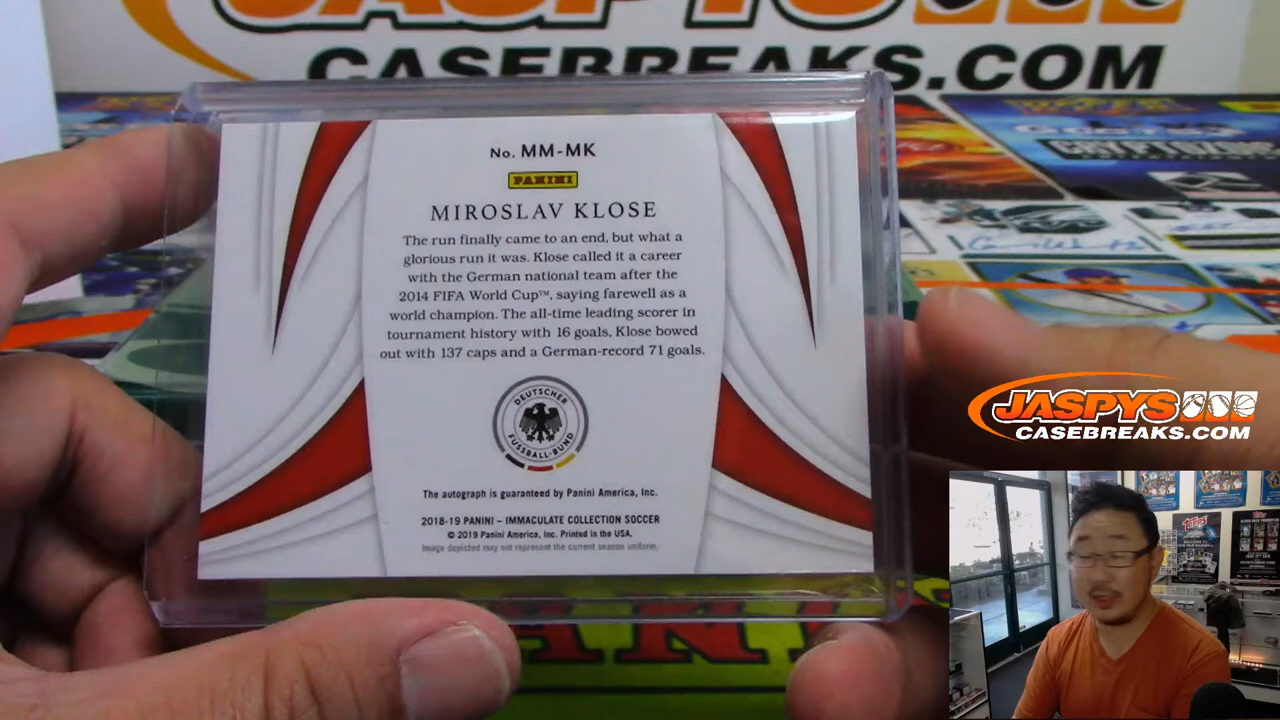 JASPYS
CASEBREAKS.COM
No. MM-MK
PANINI
MIROSLAV KLOSE
The run finally came to an end, but what a
glorious run it was. Klose called it a career
with the German national team after the
2014 FIFA World Cup™, saying farewell as a
world champion. The all-time leading scorer in
tournament history with 16 goals, Klose bowed
out with 137 caps and a German-record 71 goals.
DEUTSCHER
FUSSBALL-BUND
The autograph is guaranteed by Panini America, Inc.
2018-19 PANINI – IMMACULATE COLLECTION SOCCER
© 2019 Panini America, Inc. Printed in the USA.
Image depicted may not represent the current season uniform.
CRYPTOZOIC
JASPYS
CASEBREAKS.COM
Topps
PANINI